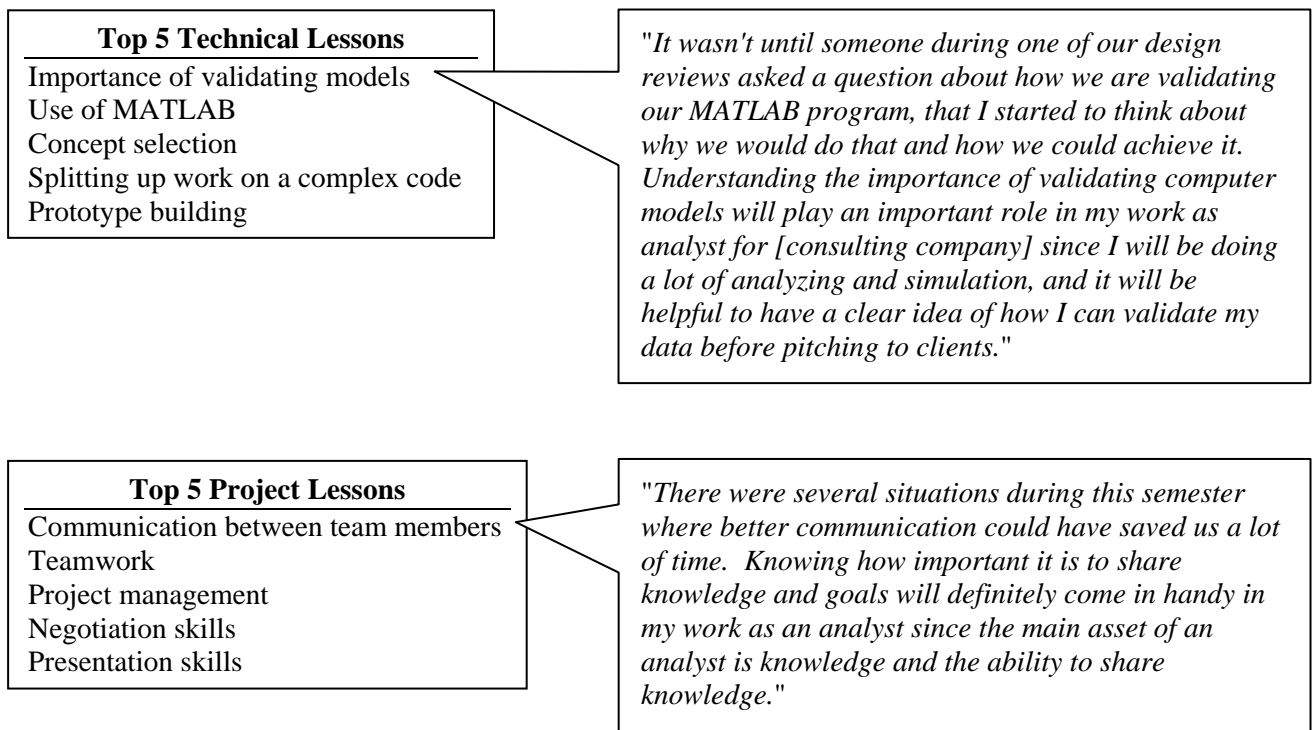 Top 5 Technical Lessons
Importance of validating models
Use of MATLAB
Concept selection
Splitting up work on a complex code
Prototype building
"It wasn't until someone during one of our design
reviews asked a question about how we are validating
our MATLAB program, that I started to think about
why we would do that and how we could achieve it.
Understanding the importance of validating computer
models will play an important role in my work as
analyst for [consulting company] since I will be doing
a lot of analyzing and simulation, and it will be
helpful to have a clear idea of how I can validate my
data before pitching to clients."
Top 5 Project Lessons
Communication between team members
Teamwork
Project management
Negotiation skills
Presentation skills
"There were several situations during this semester
where better communication could have saved us a lot
of time.  Knowing how important it is to share
knowledge and goals will definitely come in handy in
my work as an analyst since the main asset of an
analyst is knowledge and the ability to share
knowledge."